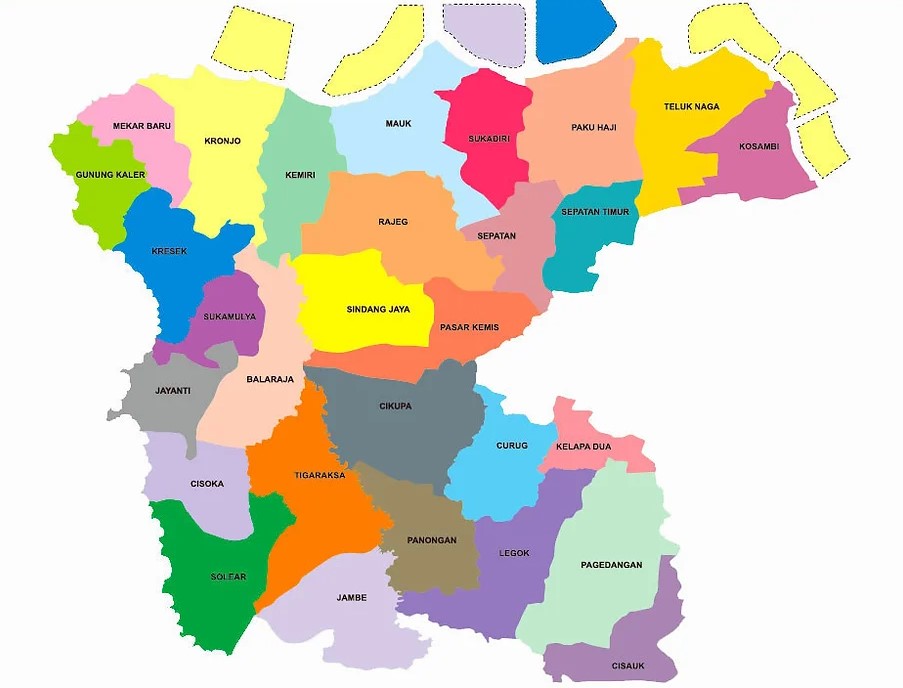 TELUK NAGA
MAUK
MEKAR BARU
PAKU HAJI
KRONJO
SUKADIRI
KOSAMBI
GUNUNG KALER
KEMIRI
SEPATAN TIMUR
RAJEG
SEPATAN
KRESEK
SINDANG JAYA
SUKAMULYA
PASAR KEMIS
BALARAJA
JAYANTI
CIKUPA
CURUG
KELAPA DUA
TIGARAKSA
CISOKA
PANONGAN
LEGOK
PAGEDANGAN
SOLEAR
JAMBE
CISAUK